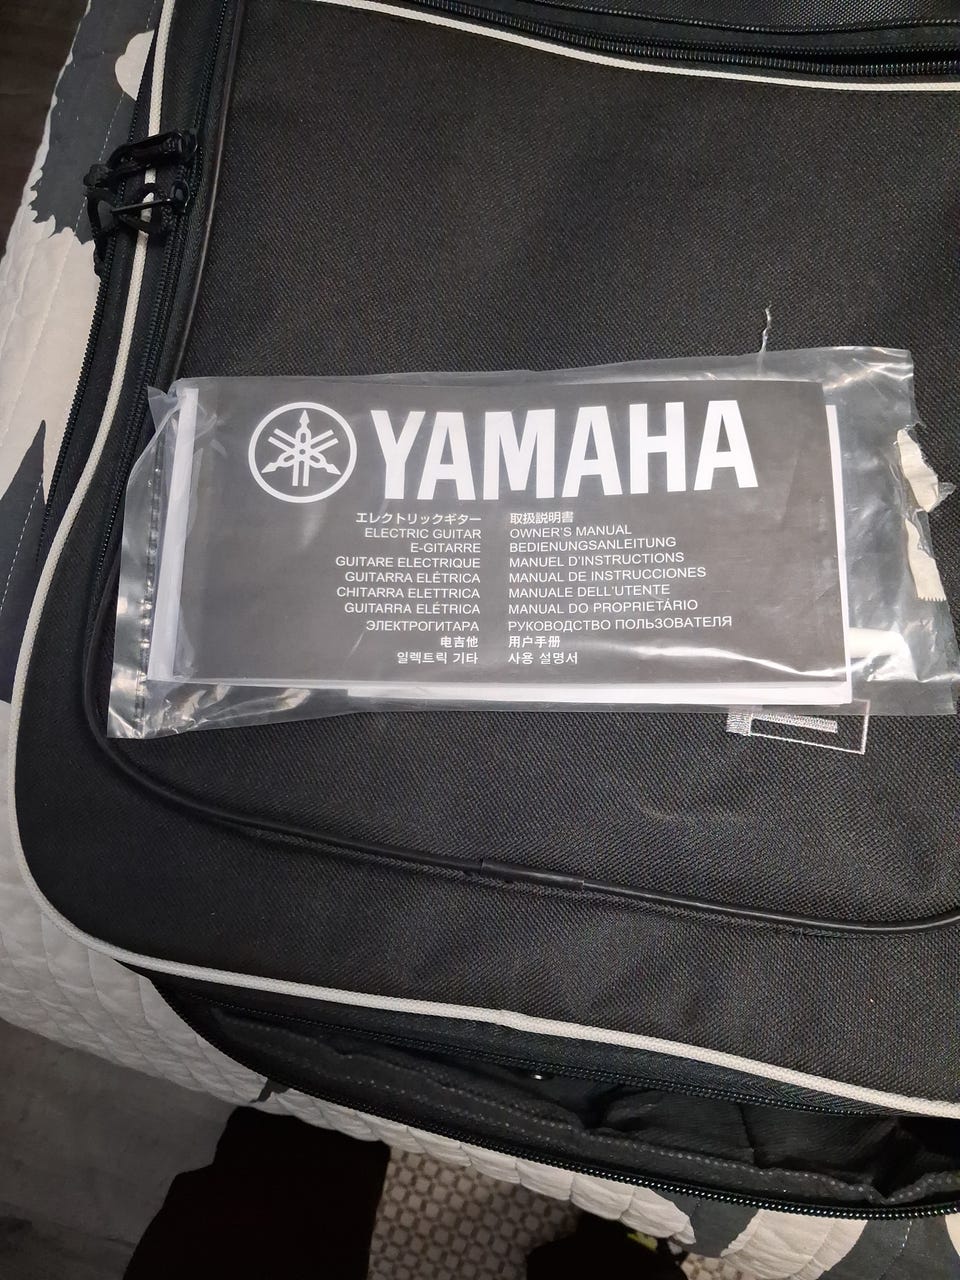 YAMAHA
エレクトリックギター 取扱説明書
ELECTRIC GUITAR OWNER'S MANUAL
E-GITARRE BEDIENUNGSANLEITUNG
GUITARE ELECTRIQUE MANUEL D'INSTRUCTIONS
GUITARRA ELÉTRICA MANUAL DE INSTRUCCIONES
CHITARRA ELETTRICA MANUALE DELL'UTENTE
GUITARRA ELÉTRICA MANUAL DO PROPRIETÁRIO
ЭЛЕКТРОГИТАРА РУКОВОДСТВО ПОЛЬЗОВАТЕЛЯ
电吉他 用户手册
일렉트릭 기타 사용 설명서